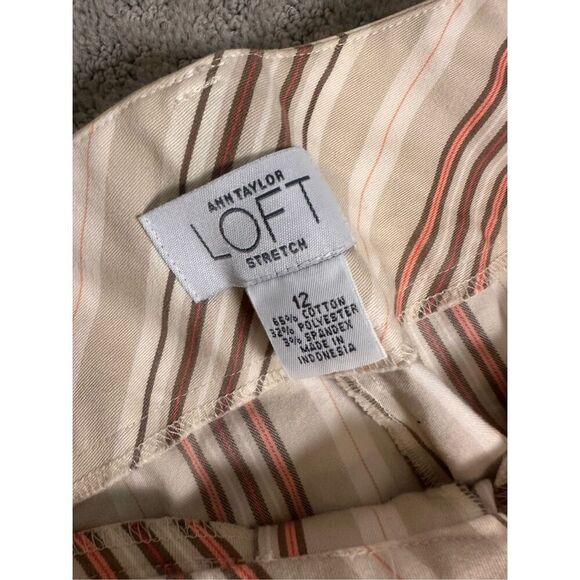 ANN TAYLOR
LOFT
STRETCH
12
65% COTTON
32% POLYESTER
3% SPANDEX
MADE IN
INDONESIA